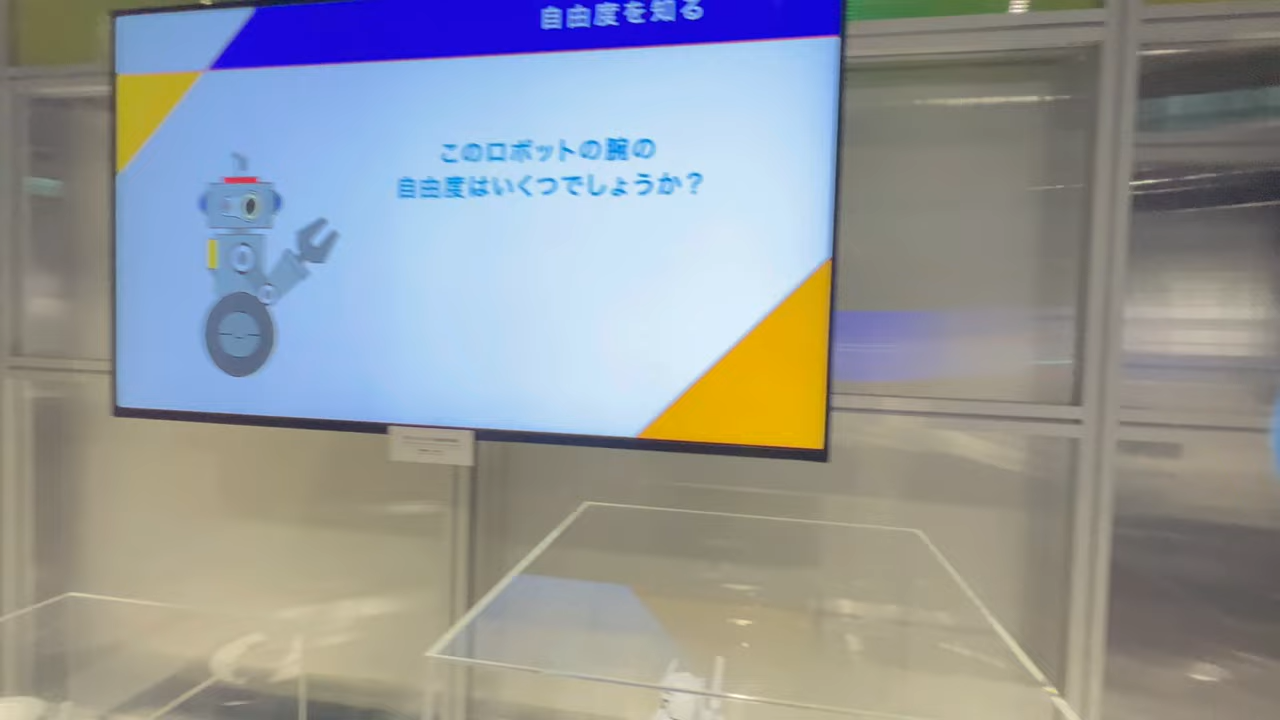 自由度を知る
このロボットの腕の
自由度はいくつでしょうか？